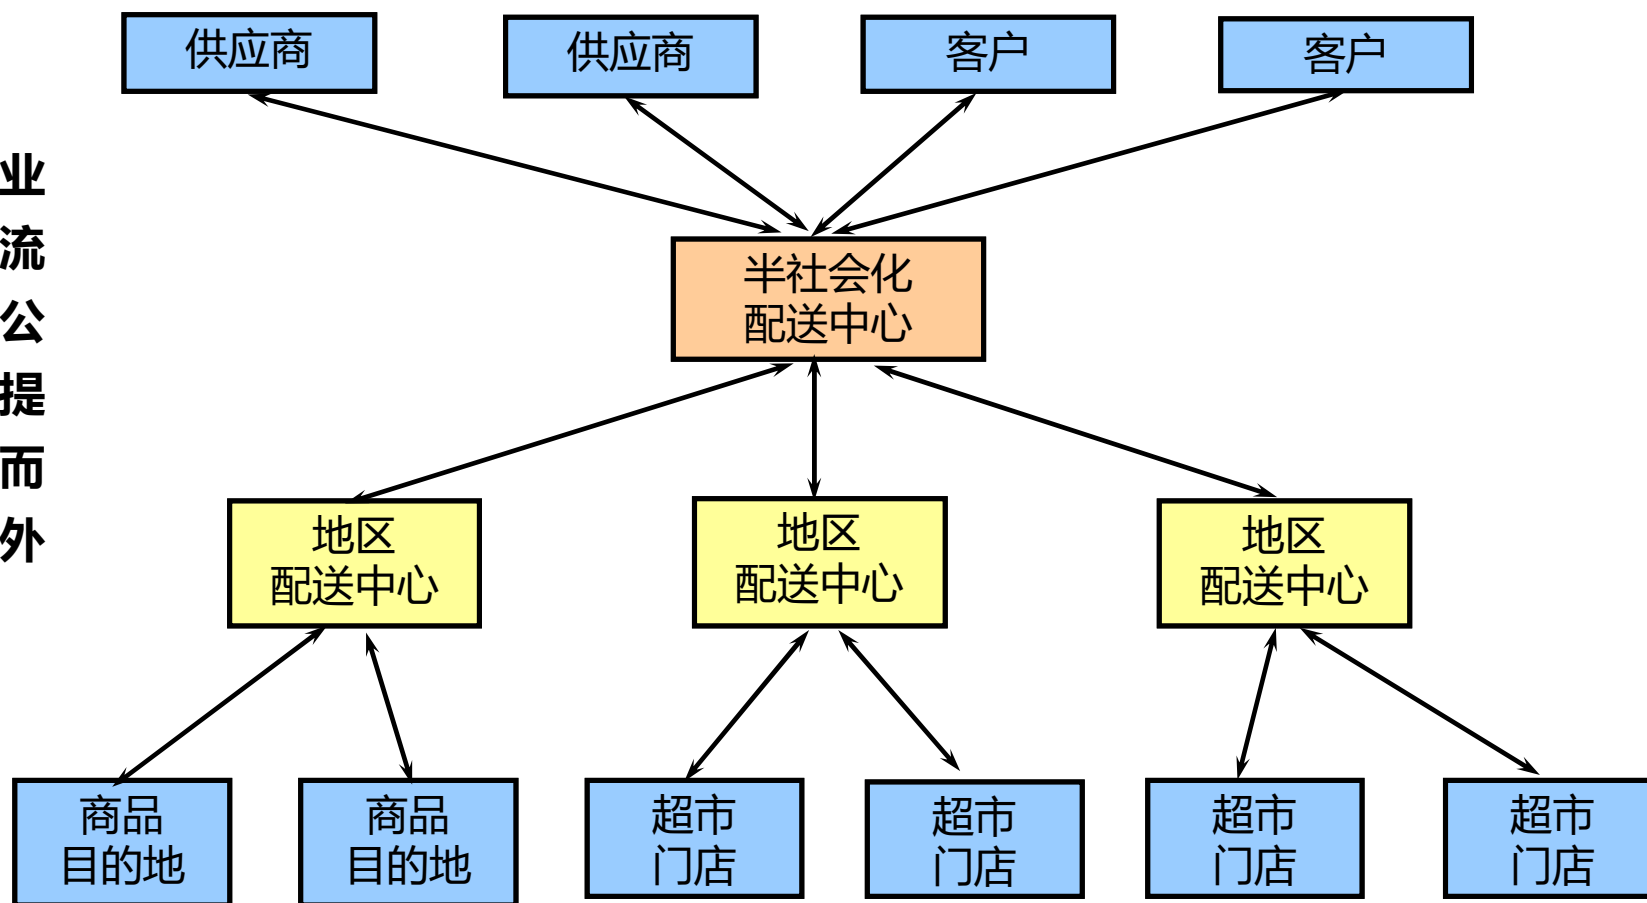 供应商
供应商
客户
客户
业
流
公
提
而
外
半社会化
配送中心
地区
配送中心
地区
配送中心
地区
配送中心
商品
目的地
商品
目的地
超市
门店
超市
门店
超市
门店
超市
门店